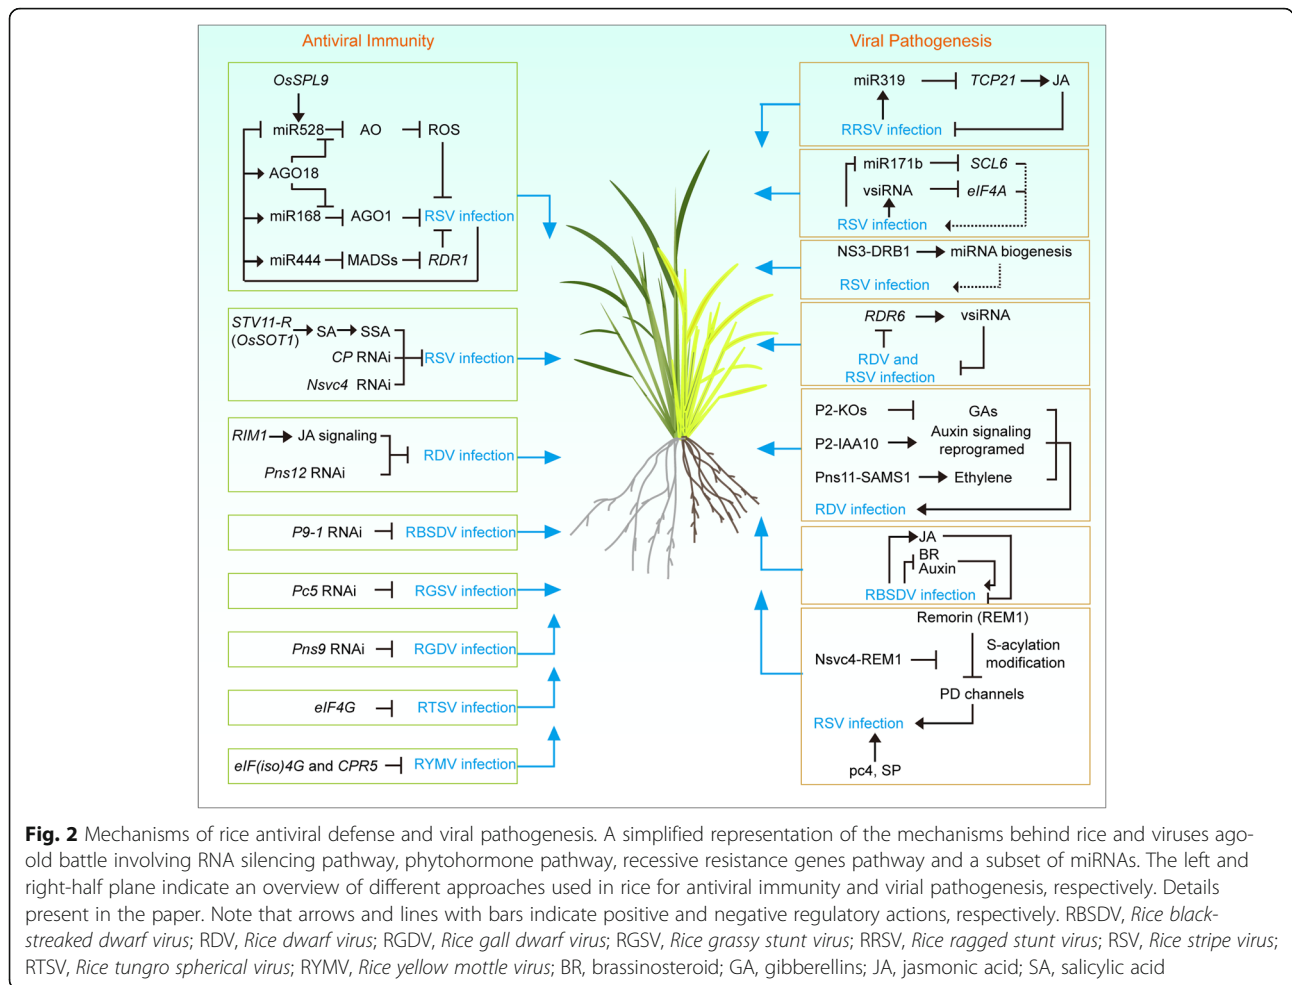 Antiviral Immunity
OsSPL9
miR528 AO ROS
AGO18
miR168 AGO1 RSV infection
miR444 MADSs RDR1
STV11-R
(OsSOT1) SA SSA
CP RNAi RSV infection
Nsvc4 RNAi
RIM1 JA signaling
RDV infection
Pns12 RNAi
P9-1 RNAi RBSDV infection
Pc5 RNAi RGSV infection
Pns9 RNAi RGDV infection
eIF4G RTSV infection
eIF(iso)4G and CPR5 RYMV infection
Viral Pathogenesis
miR319 TCP21 JA
RRSV infection
miR171b SCL6
vsiRNA eIF4A
RSV infection
NS3-DRB1 miRNA biogenesis
RSV infection
RDR6 vsiRNA
RDV and
RSV infection
P2-KOs GAs
P2-IAA10 Auxin signaling
reprogramed
Pns11-SAMS1 Ethylene
RDV infection
JA
BR
Auxin
RBSDV infection
Remorin (REM1)
S-acylation
modification
Nsvc4-REM1
PD channels
RSV infection
pc4, SP
Fig. 2 Mechanisms of rice antiviral defense and viral pathogenesis. A simplified representation of the mechanisms behind rice and viruses ago-
old battle involving RNA silencing pathway, phytohormone pathway, recessive resistance genes pathway and a subset of miRNAs. The left and
right-half plane indicate an overview of different approaches used in rice for antiviral immunity and virial pathogenesis, respectively. Details
present in the paper. Note that arrows and lines with bars indicate positive and negative regulatory actions, respectively. RBSDV, Rice black-
streaked dwarf virus; RDV, Rice dwarf virus; RGDV, Rice gall dwarf virus; RGSV, Rice grassy stunt virus; RRSV, Rice ragged stunt virus; RSV, Rice stripe virus;
RTSV, Rice tungro spherical virus; RYMV, Rice yellow mottle virus; BR, brassinosteroid; GA, gibberellins; JA, jasmonic acid; SA, salicylic acid